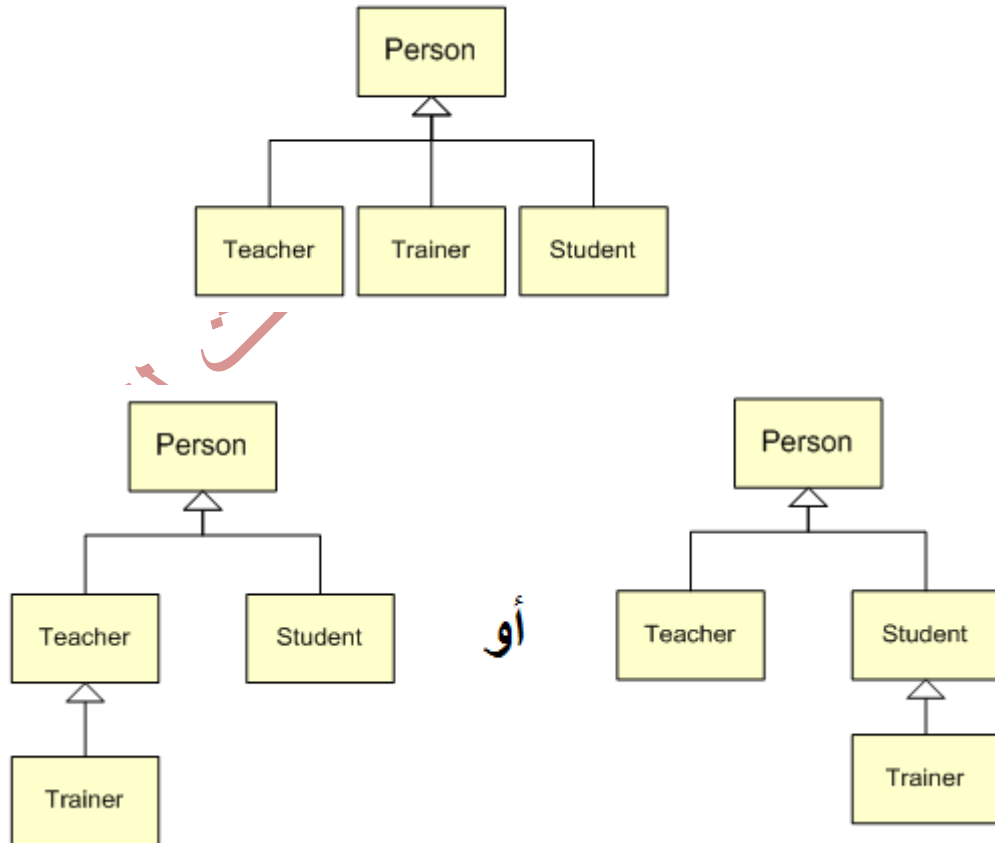 Person
Teacher Trainer Student
Person Person
Teacher Student أو Teacher Student
Trainer Trainer